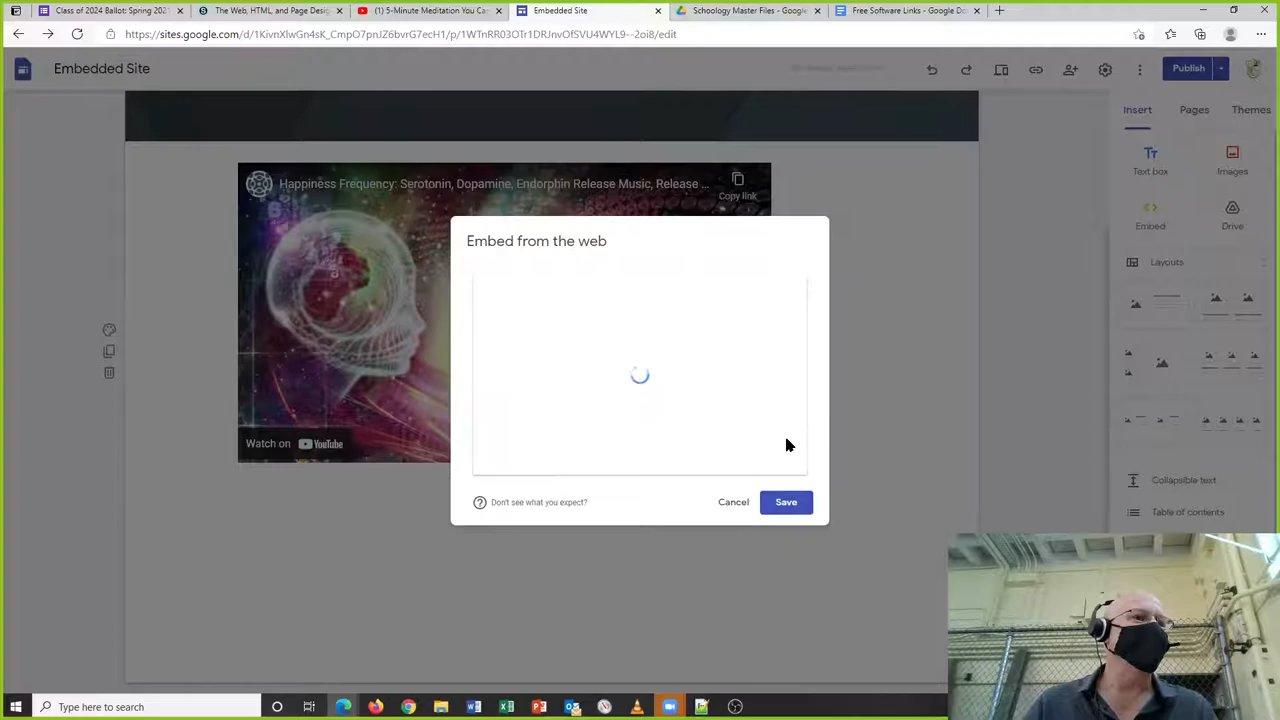 Class of 2024 Ballot: Spring 2021
The Web, HTML, and Page Desig
(1) 5-Minute Meditation You Can
Embedded Site
Schoology Master Files - Google
Free Software Links - Google Do
https://sites.google.com/d/1KivnXlwGn4sK_CmpO7pnJZ6bvrG7ecH1/p/1WTnRR03OTr1DRJnvOfSVU4WYL9--2oi8/edit
Embedded Site
Publish
Insert
Pages
Themes
Text box
Images
Embed
Drive
Layouts
Collapsible text
Table of contents
Happiness Frequency: Serotonin, Dopamine, Endorphin Release Music, Release ...
Copy link
Watch on YouTube
Embed from the web
Don't see what you expect?
Cancel
Save
Type here to search